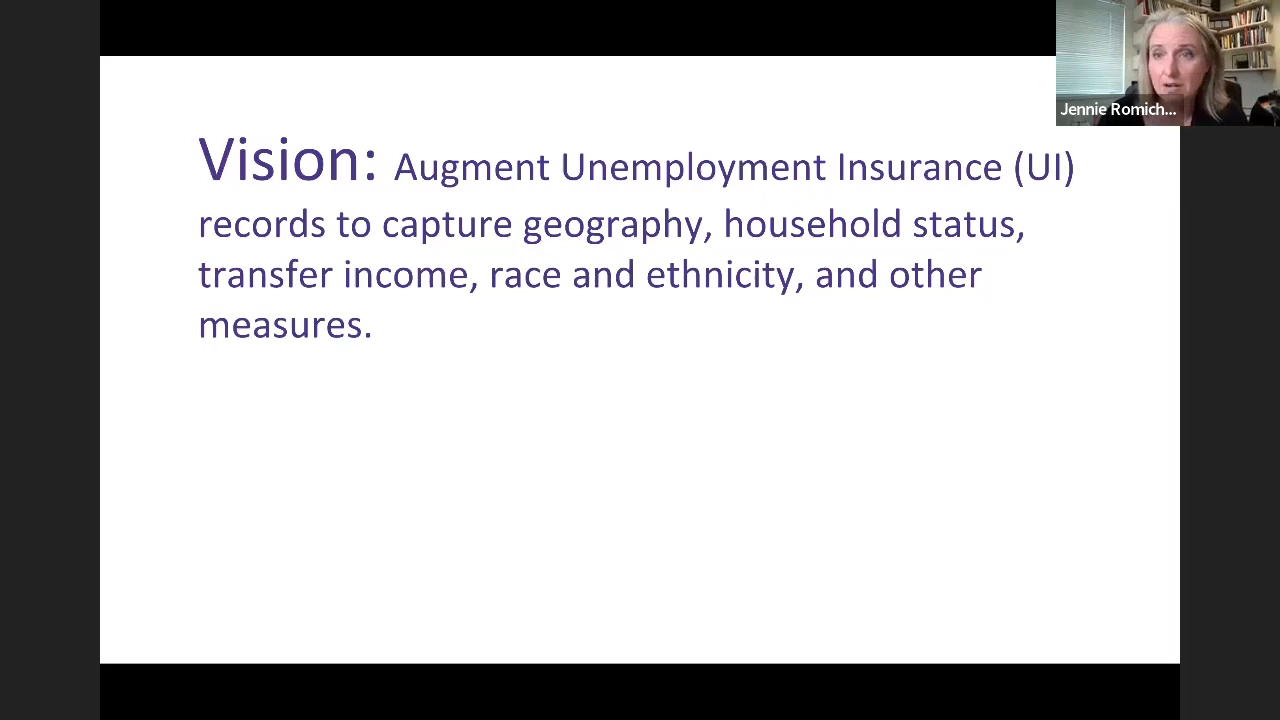 Jennie Romich...
Vision: Augment Unemployment Insurance (UI)
records to capture geography, household status,
transfer income, race and ethnicity, and other
measures.